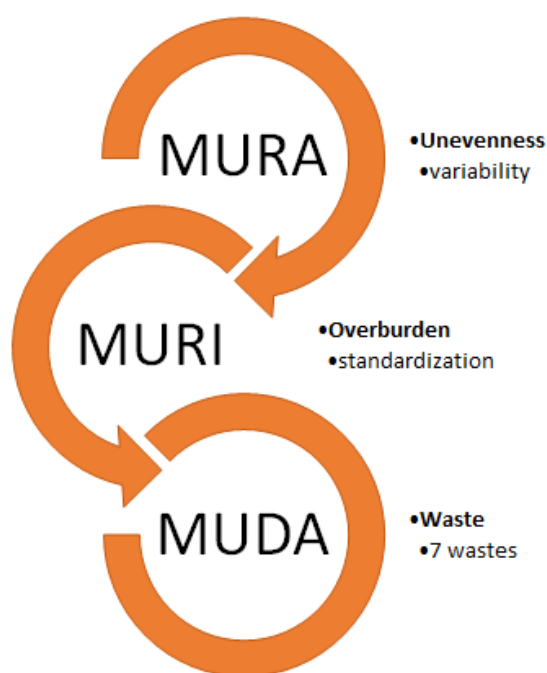 MURA
•Unevenness
•variability
MURI
•Overburden
•standardization
MUDA
•Waste
•7 wastes